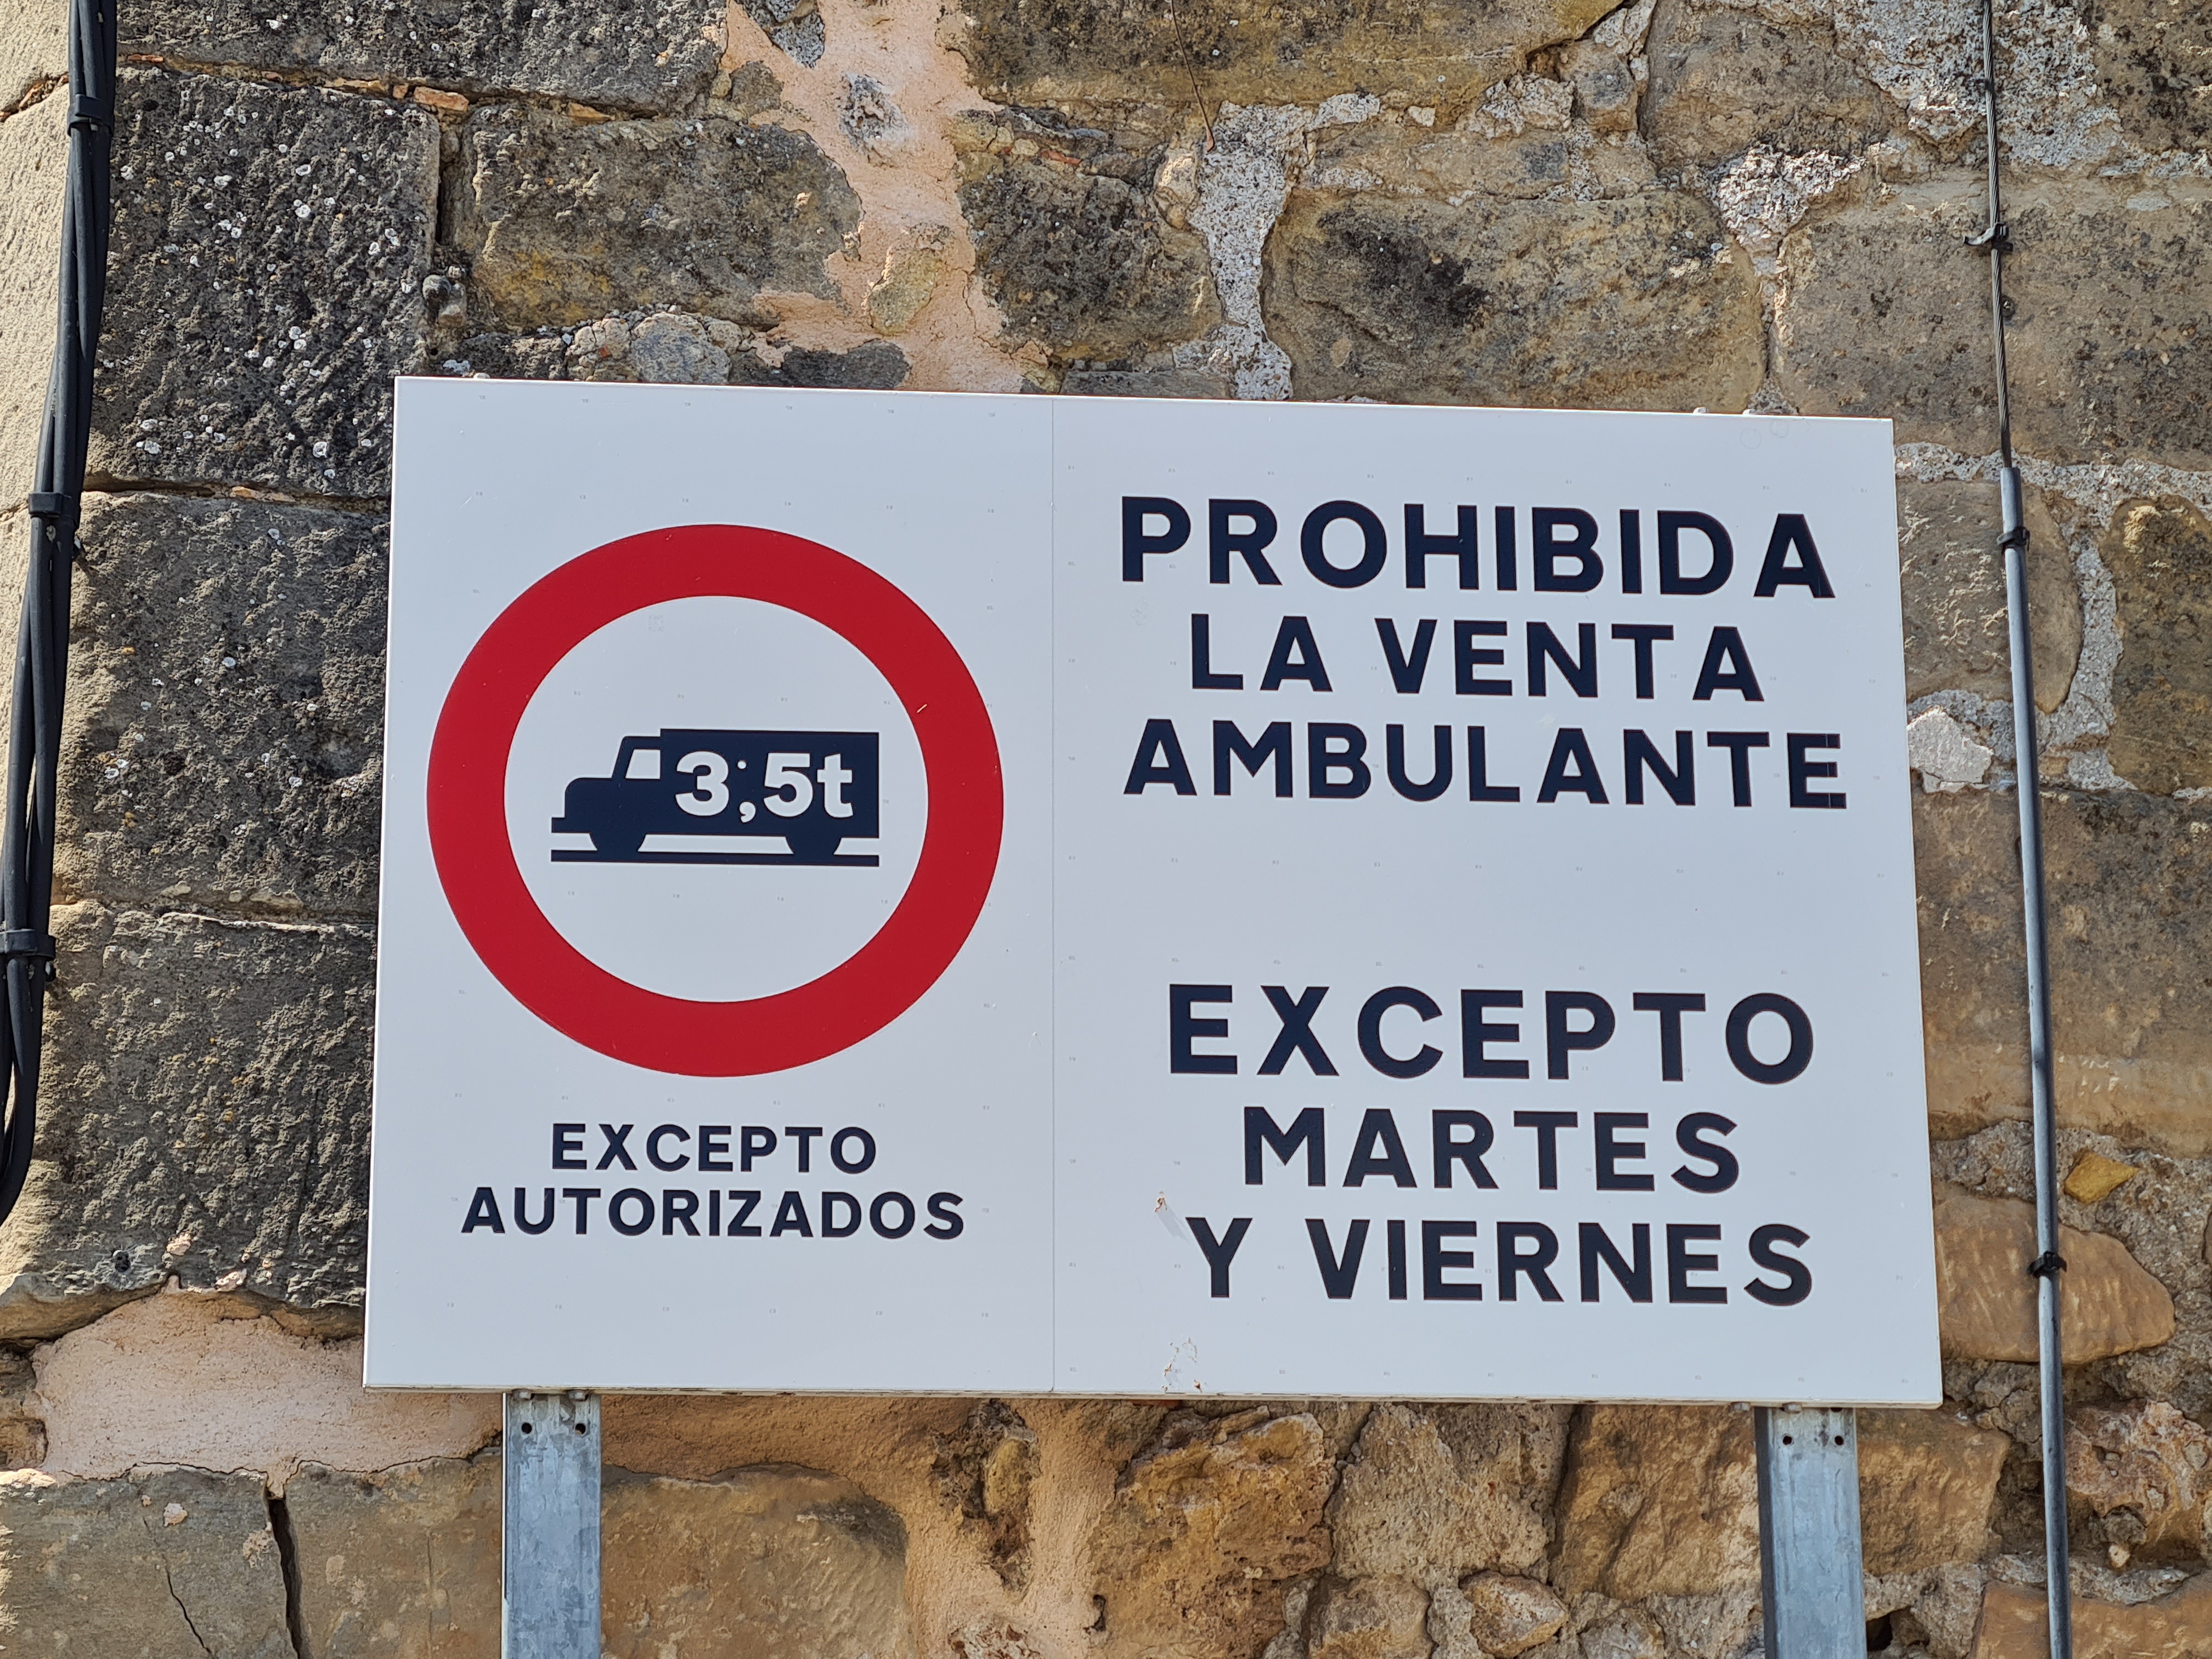 3,5t
EXCEPTO
AUTORIZADOS
PROHIBIDA
LA VENTA
AMBULANTE
EXCEPTO
MARTES
Y VIERNES